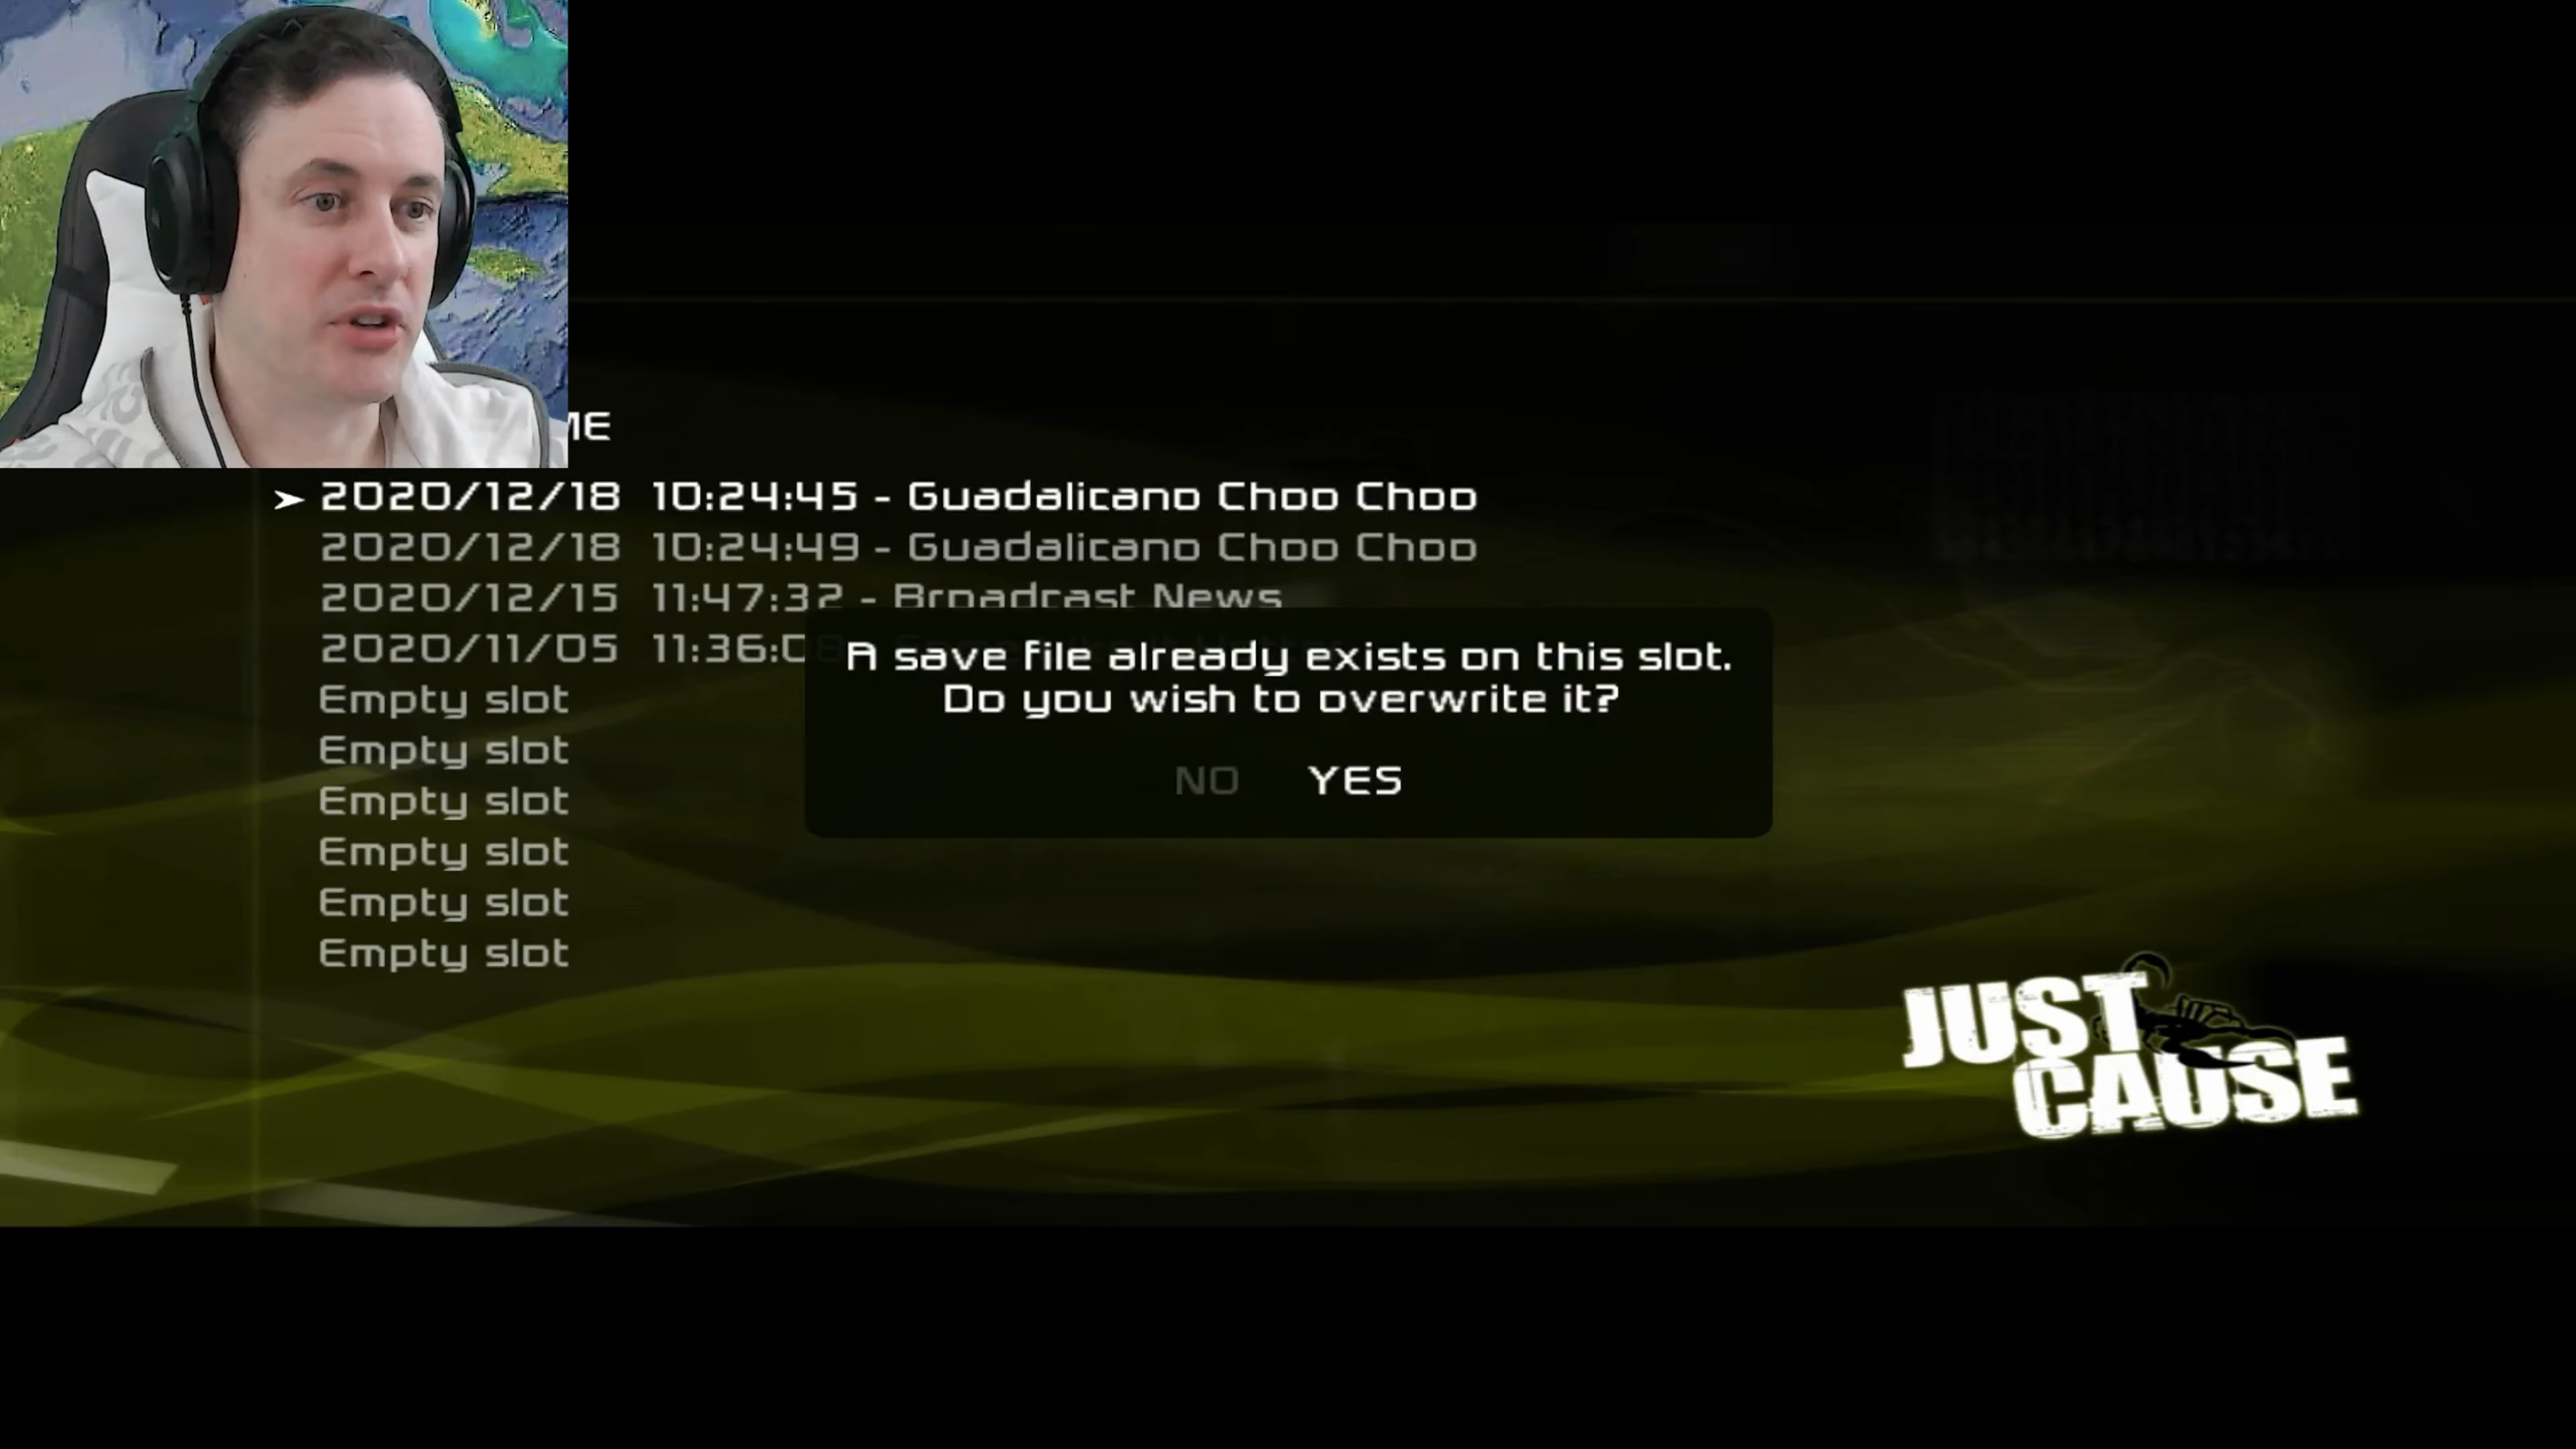 ME
2020/12/18 10:24:45 - Guadalicano Choo Choo
2020/12/18 10:24:49 - Guadalicano Choo Choo
2020/12/15 11:47:32 - Broadcast News
2020/11/05 11:36:08
A save file already exists on this slot.
Do you wish to overwrite it?
NO YES
Empty slot
Empty slot
Empty slot
Empty slot
Empty slot
Empty slot
JUST
CAUSE